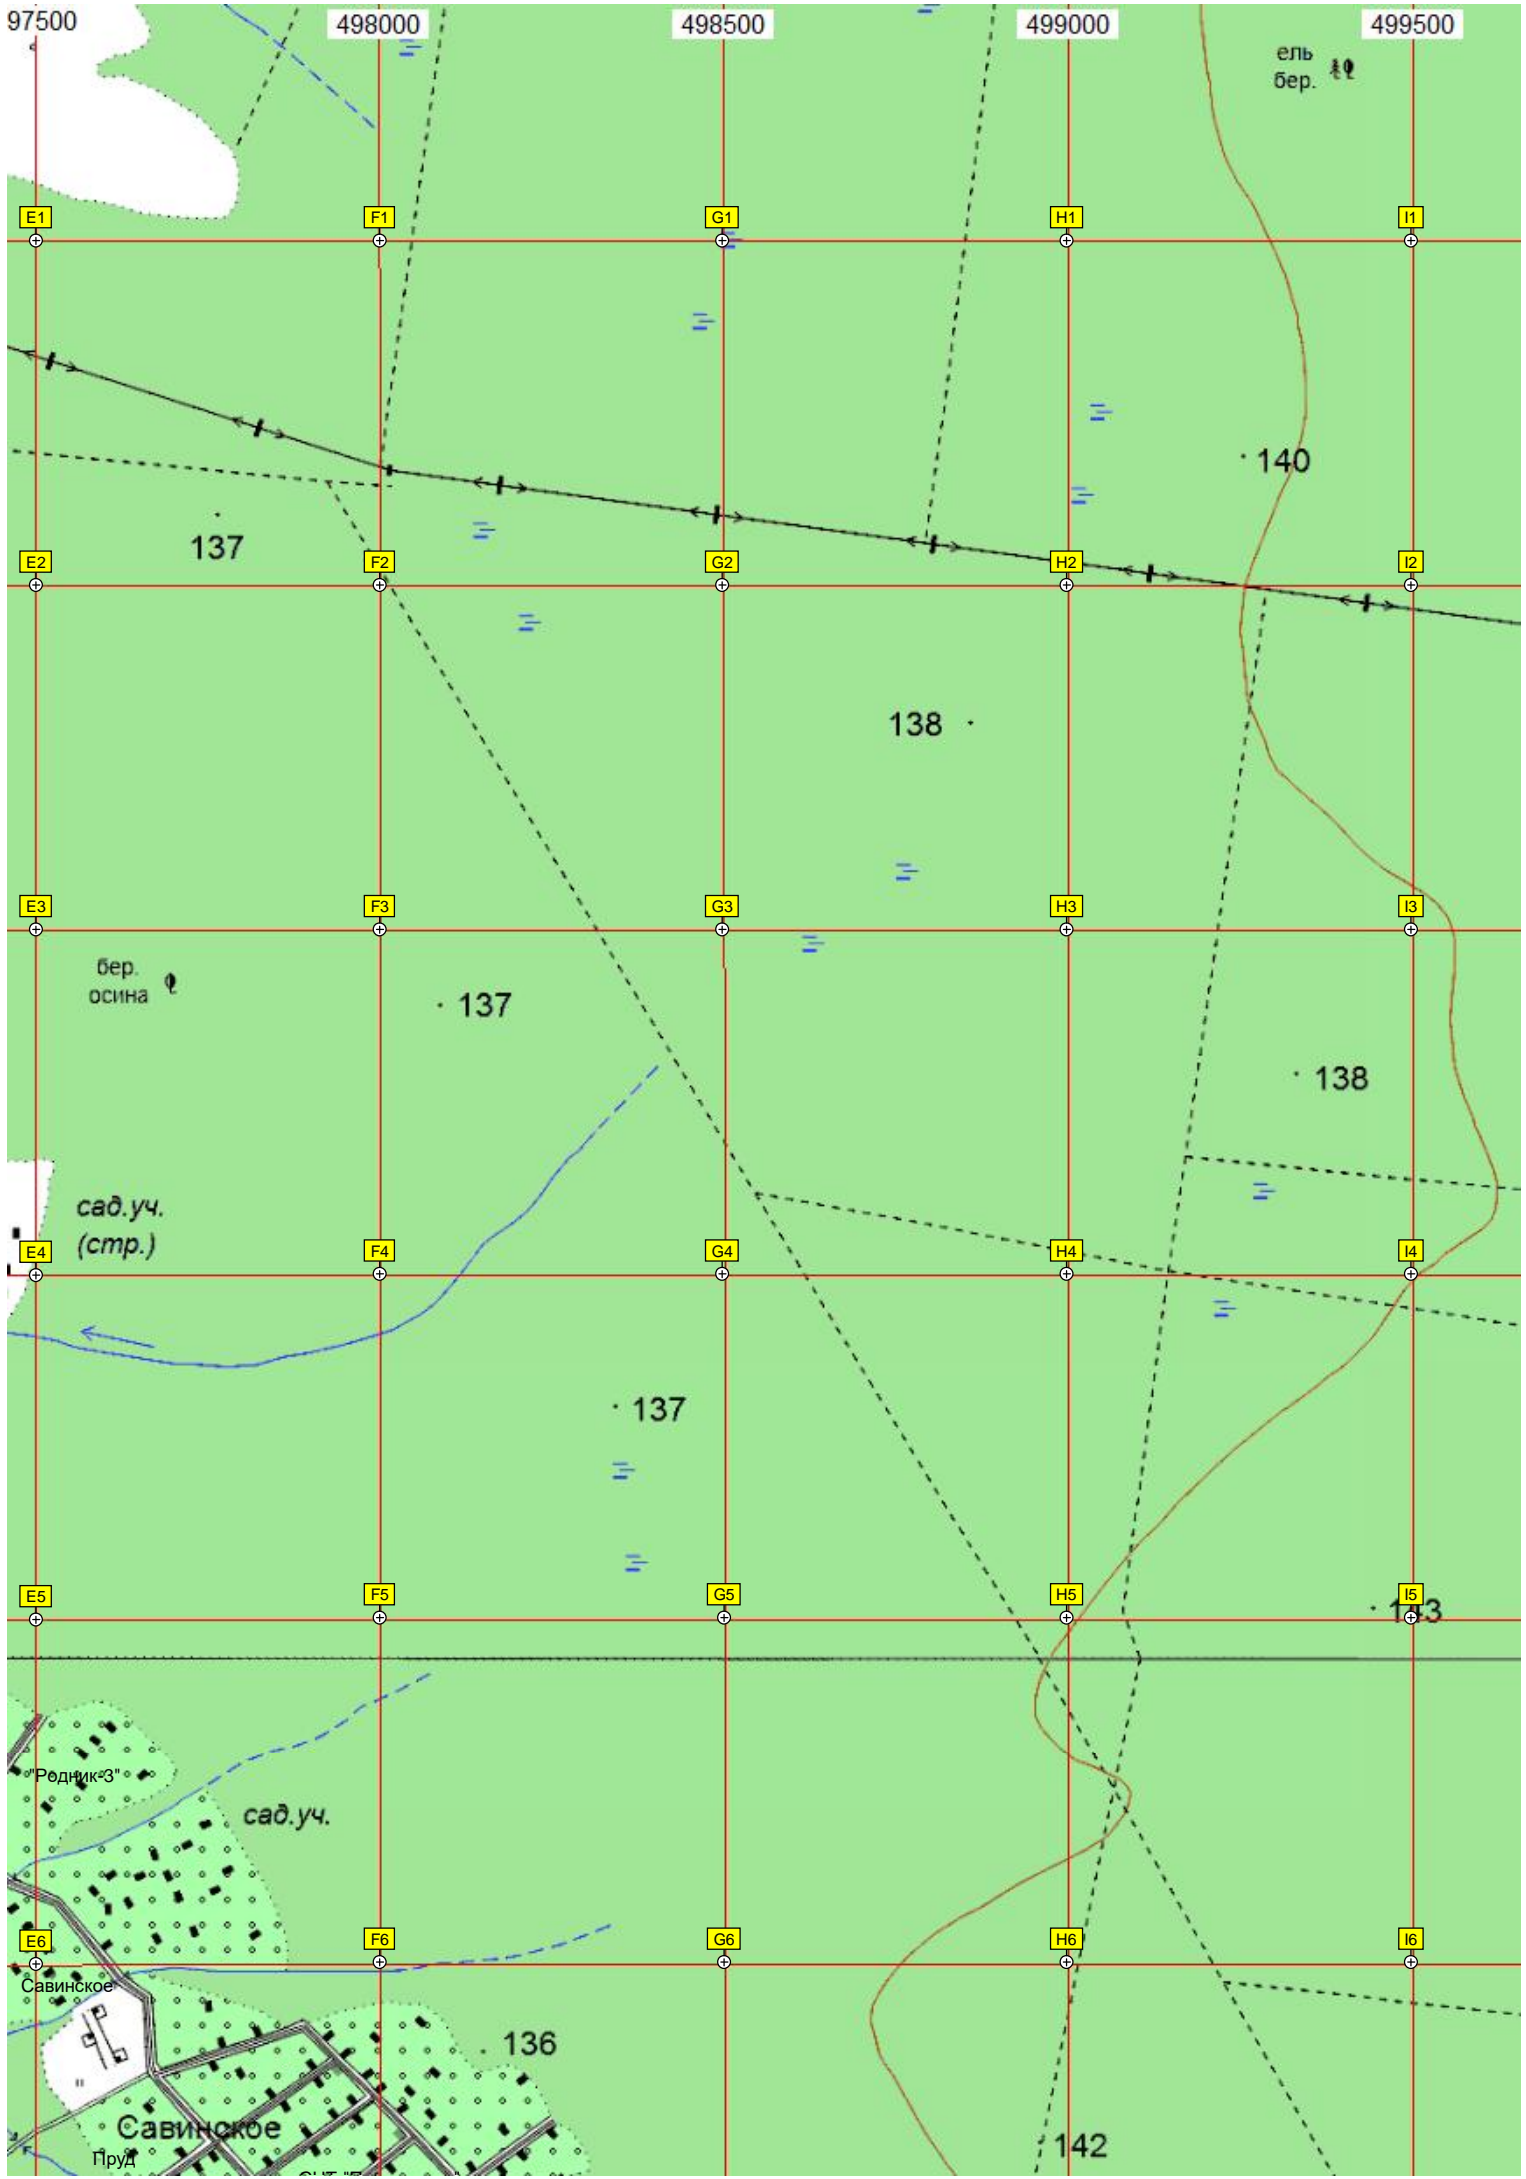 97500 498000 498500 499000 499500
ель
бер.
E1 F1 G1 H1 I1
140
137
E2 F2 G2 H2 I2
138
E3 F3 G3 H3 I3
бер.
осина
137
138
сад.уч.
(стр.)
E4 F4 G4 H4 I4
137
E5 F5 G5 H5 I5
143
"Родник-3"
сад.уч.
E6 F6 G6 H6 I6
Савинское
136
Савинское
142
Пруд